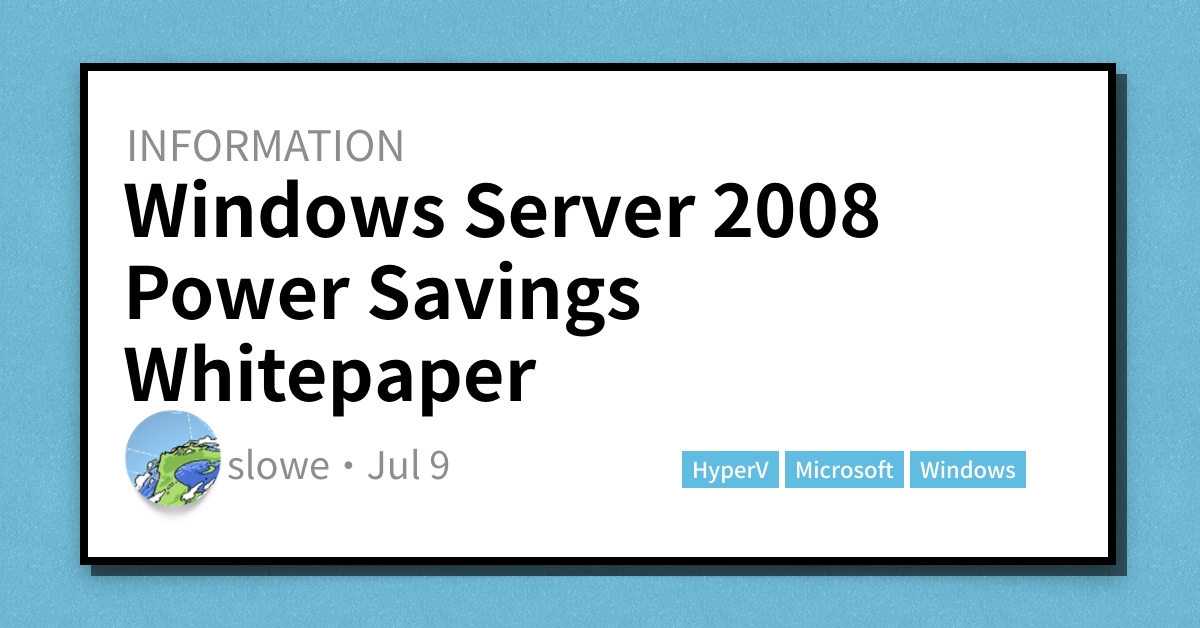 INFORMATION
Windows Server 2008
Power Savings
Whitepaper
slowe • Jul 9
HyperV Microsoft Windows